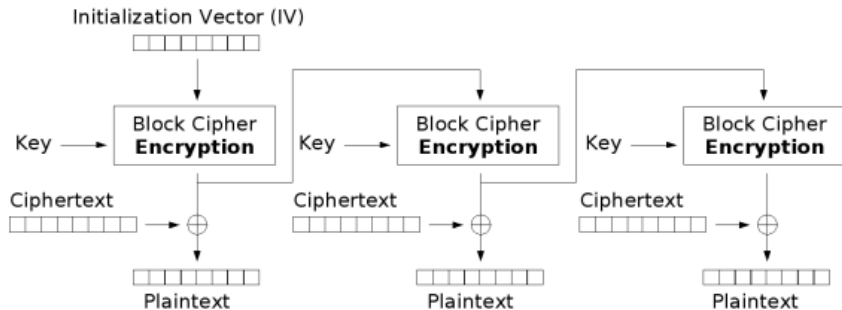 Initialization Vector (IV)
Block Cipher
Encryption
Block Cipher
Encryption
Block Cipher
Encryption
Key
Key
Key
Ciphertext
Ciphertext
Ciphertext
Plaintext
Plaintext
Plaintext